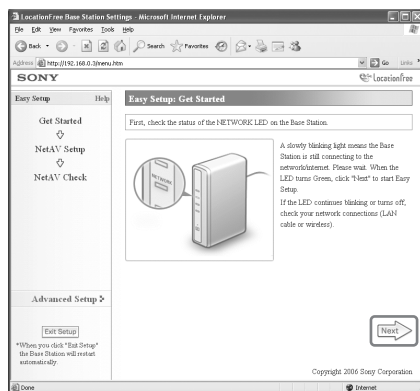 LocationFree Base Station Settings - Microsoft Internet Explorer
File Edit View Favorites Tools Help
Back Search Favorites
Address http://192.168.0.3/menu.htm Go Links
SONY LocationFree
Easy Setup Help
Get Started
NetAV Setup
NetAV Check
Advanced Setup
Exit Setup
*When you click "Exit Setup"
the Base Station will restart
automatically.
Easy Setup: Get Started
First, check the status of the NETWORK LED on the Base Station.
NETWORK
A slowly blinking light means the Base
Station is still connecting to the
network/internet. Please wait. When the
LED turns Green, click "Next" to start Easy
Setup.
If the LED continues blinking or turns off,
check your network connections (LAN
cable or wireless).
Next
Copyright 2006 Sony Corporation
Done Internet